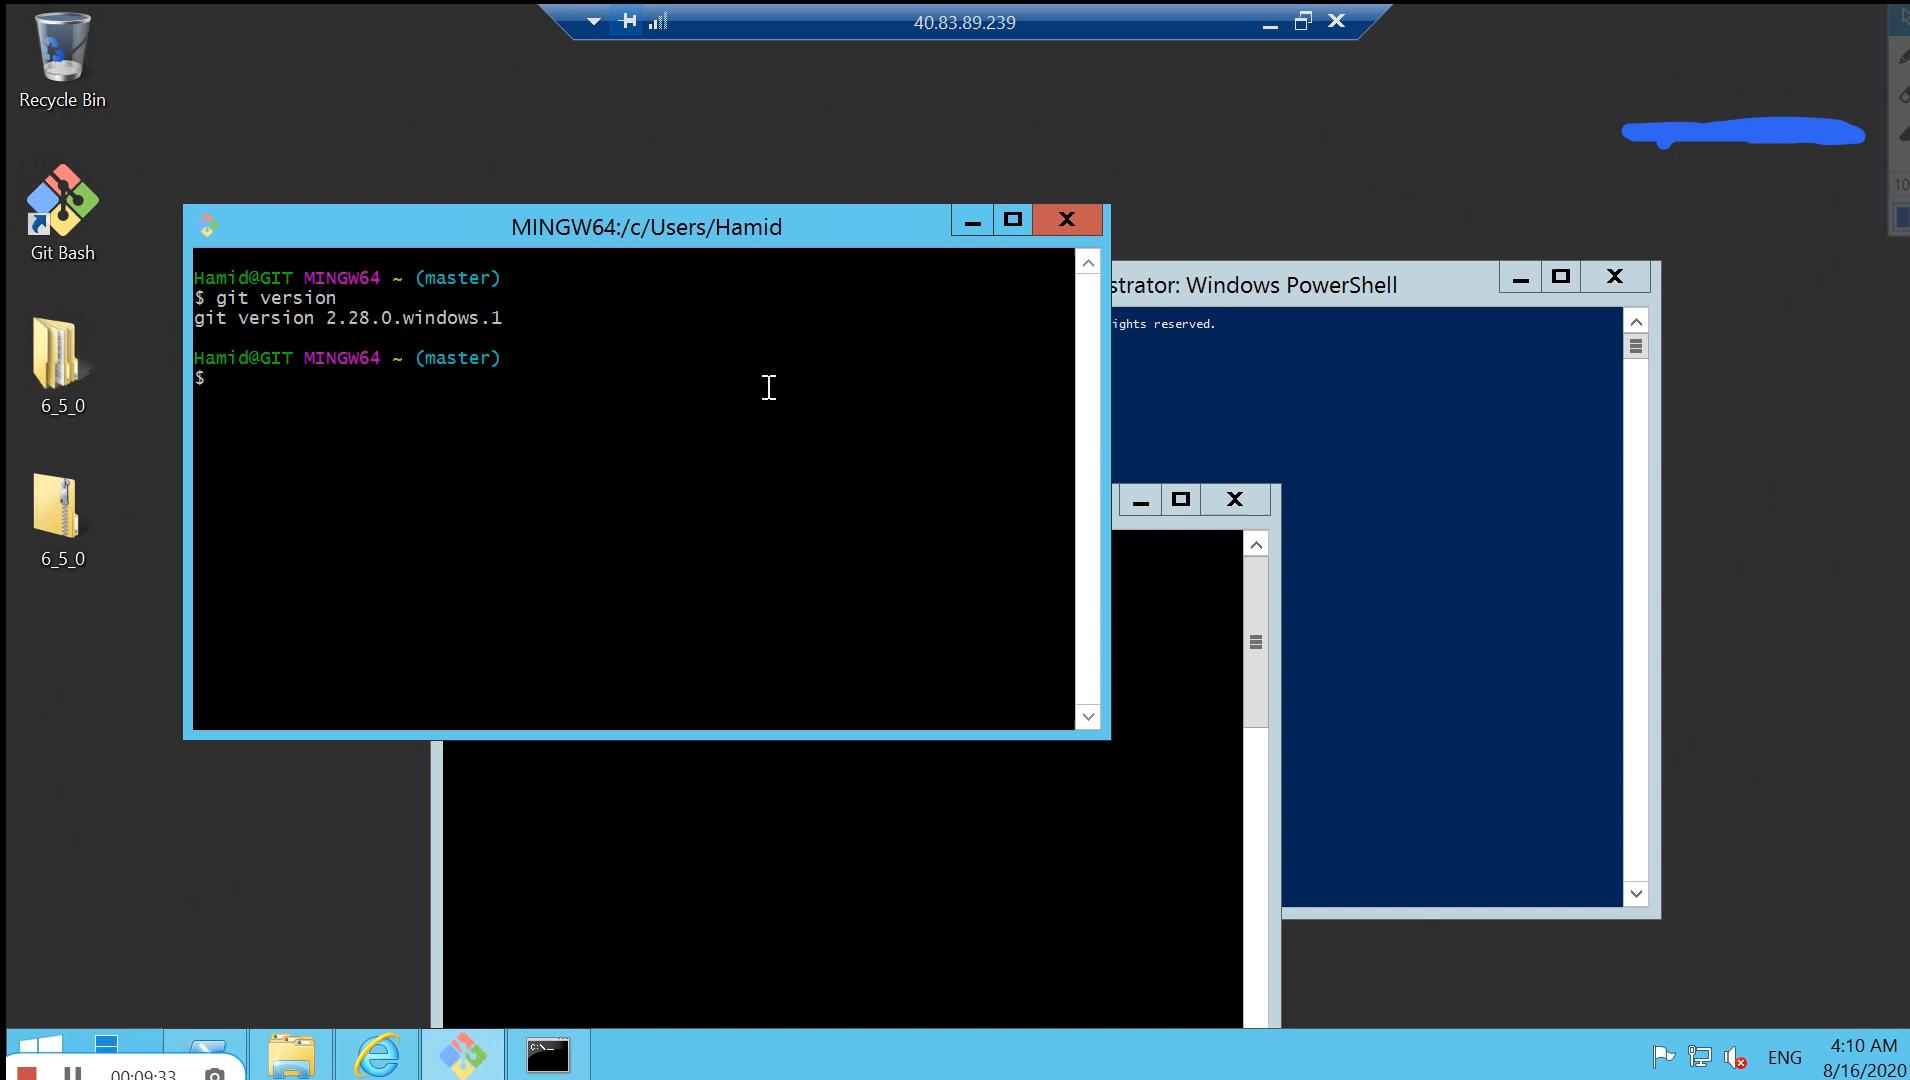 40.83.89.239
Recycle Bin
Git Bash
6_5_0
6_5_0
MINGW64:/c/Users/Hamid
Hamid@GIT MINGW64 ~ (master)
$ git version
git version 2.28.0.windows.1
Hamid@GIT MINGW64 ~ (master)
$
strator: Windows PowerShell
ights reserved.
10
C:\._
00:09:33
ENG
4:10 AM
8/16/2020